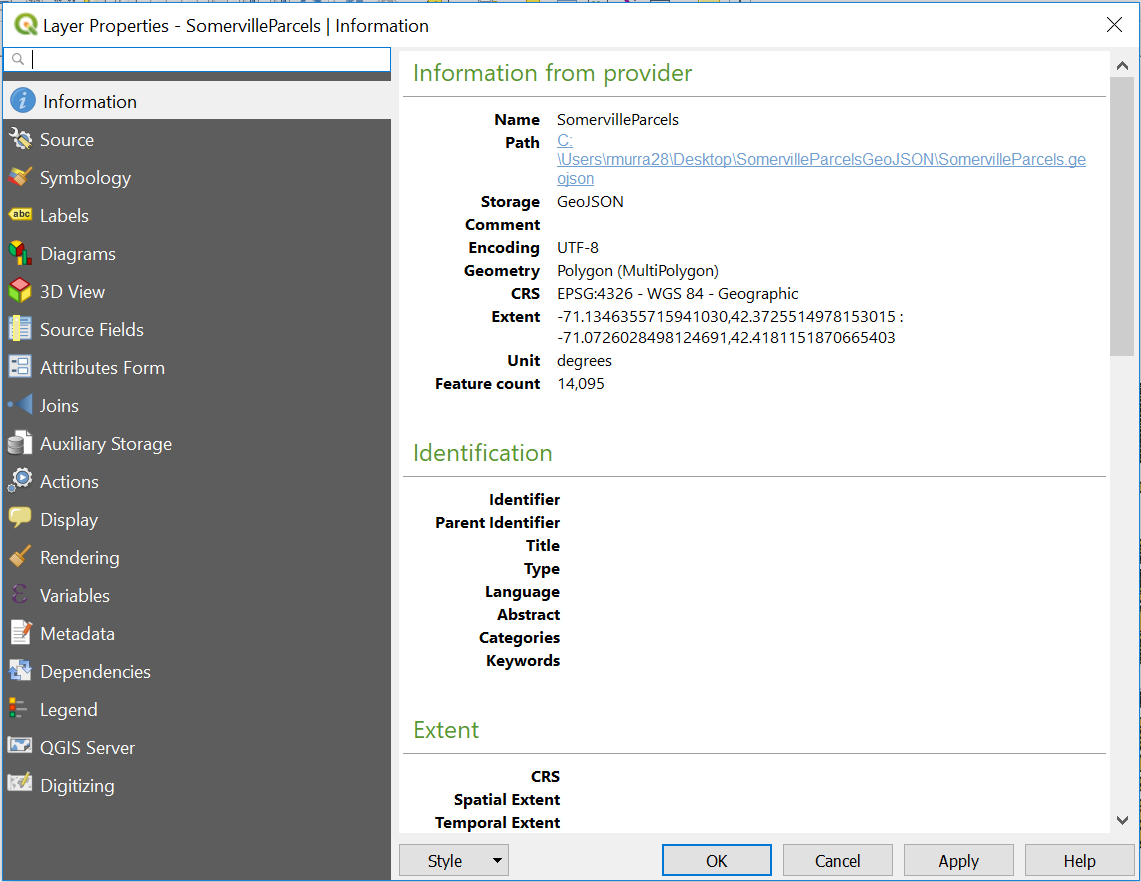 Layer Properties - SomervilleParcels | Information
Information
Source
Symbology
abc Labels
Diagrams
3D View
Source Fields
Attributes Form
Joins
Auxiliary Storage
Actions
Display
Rendering
Variables
Metadata
Dependencies
Legend
QGIS Server
Digitizing
Information from provider
Name SomervilleParcels
Path C:
\Users\rmurra28\Desktop\SomervilleParcelsGeoJSON\SomervilleParcels.ge
ojson
Storage GeoJSON
Comment
Encoding UTF-8
Geometry Polygon (MultiPolygon)
CRS EPSG:4326 - WGS 84 - Geographic
Extent -71.1346355715941030,42.3725514978153015 :
-71.0726028498124691,42.4181151870665403
Unit degrees
Feature count 14,095
Identification
Identifier
Parent Identifier
Title
Type
Language
Abstract
Categories
Keywords
Extent
CRS
Spatial Extent
Temporal Extent
Style OK Cancel Apply Help